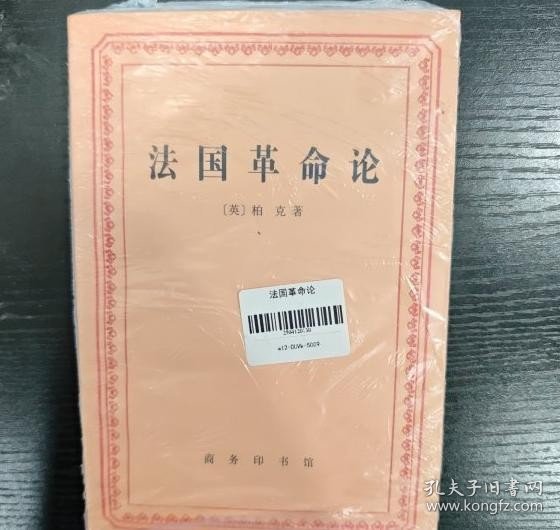 法国革命论
〔英〕柏 克 著
法国革命论
商务印书馆
孔夫子旧书网
www.kongfz.com